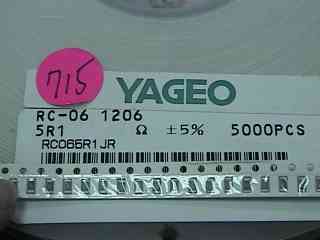 715
YAGEO
RC-06 1206
5R1 Ω ±5% 5000PCS
RC065R1JR